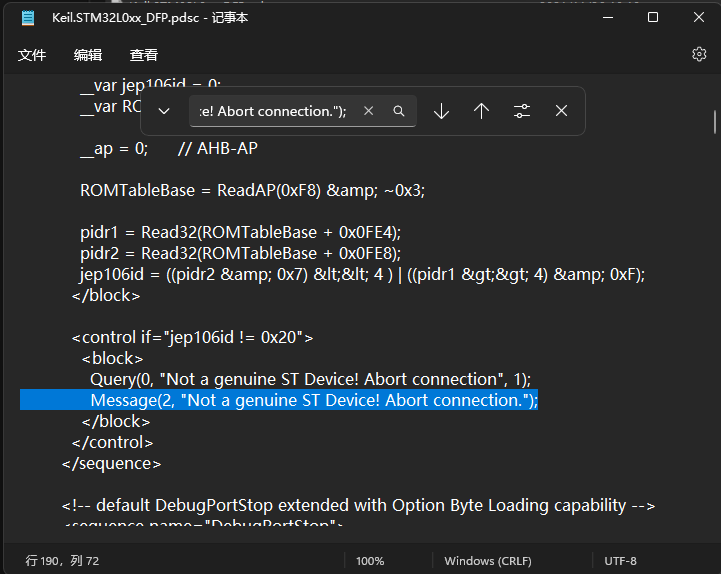 Keil.STM32L0xx_DFP.pdsc - 记事本
文件 编辑 查看
__var jep106id = 0;
__var RO
ce! Abort connection.");
__ap = 0; // AHB-AP
ROMTableBase = ReadAP(0xF8) &amp; ~0x3;
pidr1 = Read32(ROMTableBase + 0x0FE4);
pidr2 = Read32(ROMTableBase + 0x0FE8);
jep106id = ((pidr2 &amp; 0x7) &lt;&lt; 4 ) | ((pidr1 &gt;&gt; 4) &amp; 0xF);
</block>
<control if="jep106id != 0x20">
<block>
Query(0, "Not a genuine ST Device! Abort connection", 1);
Message(2, "Not a genuine ST Device! Abort connection.");
</block>
</control>
</sequence>
<!-- default DebugPortStop extended with Option Byte Loading capability -->
<sequence name="DebugPortStop">
行 190，列 72 100% Windows (CRLF) UTF-8